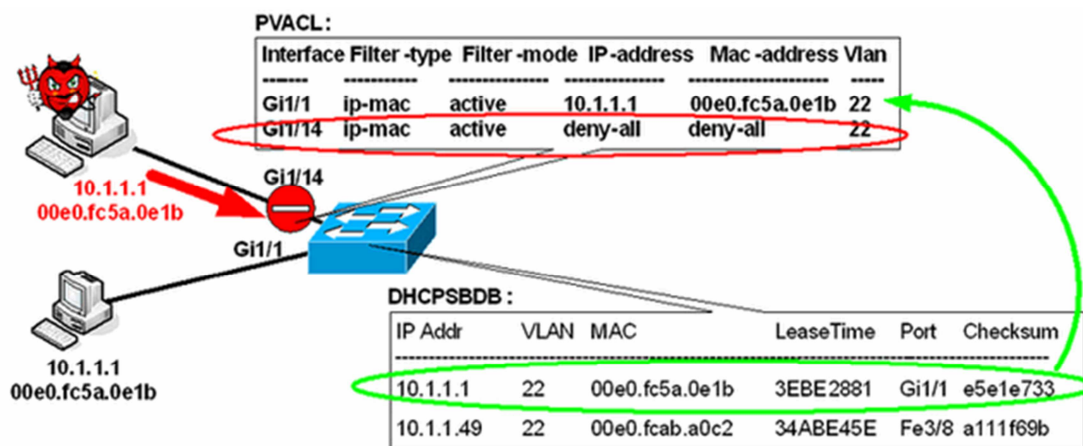 PVACL:
Interface Filter-type Filter-mode IP-address Mac-address Vlan
Gi1/1 ip-mac active 10.1.1.1 00e0.fc5a.0e1b 22
Gi1/14 ip-mac active deny-all deny-all 22
10.1.1.1
00e0.fc5a.0e1b
Gi1/14
Gi1/1
10.1.1.1
00e0.fc5a.0e1b
DHCPSBDB:
IP Addr VLAN MAC LeaseTime Port Checksum
10.1.1.1 22 00e0.fc5a.0e1b 3EBE2881 Gi1/1 e5e1e733
10.1.1.49 22 00e0.fcab.a0c2 34ABE45E Fe3/8 a111f69b